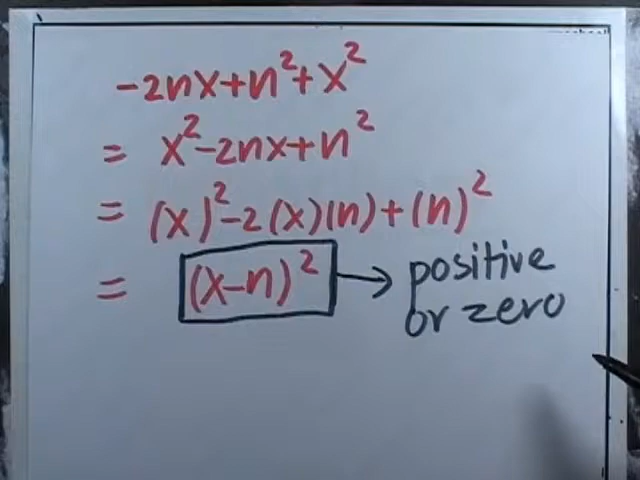 -2nx+n²+x²
= x²-2nx+n²
= (x)²-2(x)(n)+(n)²
= (x-n)² → positive
or zero